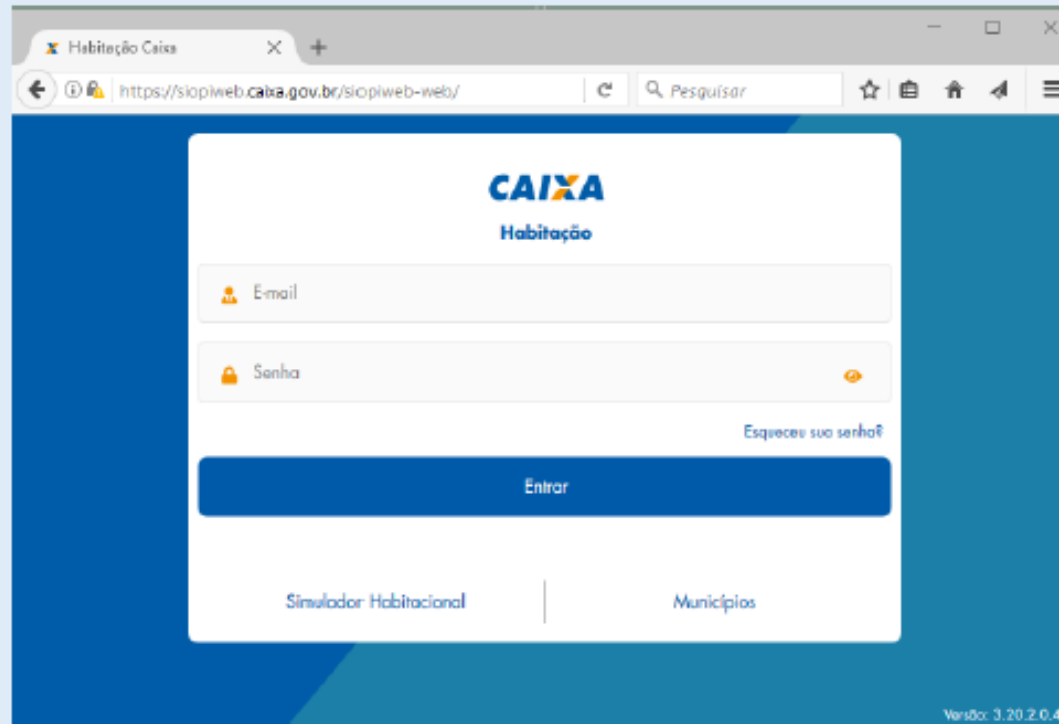 Habitação Caixa
https://siopiweb.caixa.gov.br/siopiweb-web/
Pesquisar
CAIXA
Habitação
E-mail
Senha
Esqueceu sua senha?
Entrar
Simulador Habitacional
Municípios
Versão: 3.20.2.0.4